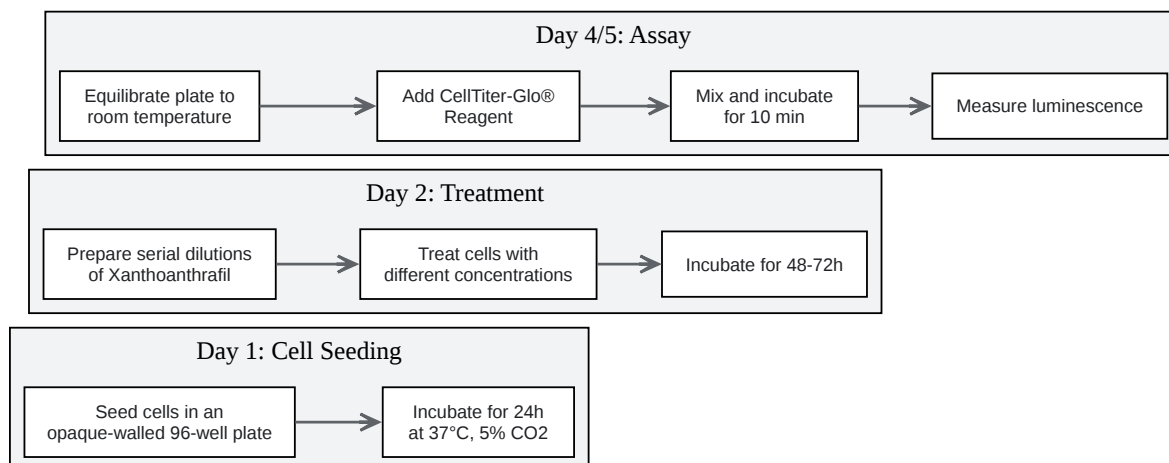 Day 4/5: Assay
Equilibrate plate to
room temperature
Add CellTiter-Glo®
Reagent
Mix and incubate
for 10 min
Measure luminescence
Day 2: Treatment
Prepare serial dilutions
of Xanthoanthrafil
Treat cells with
different concentrations
Incubate for 48-72h
Day 1: Cell Seeding
Seed cells in an
opaque-walled 96-well plate
Incubate for 24h
at 37°C, 5% CO2